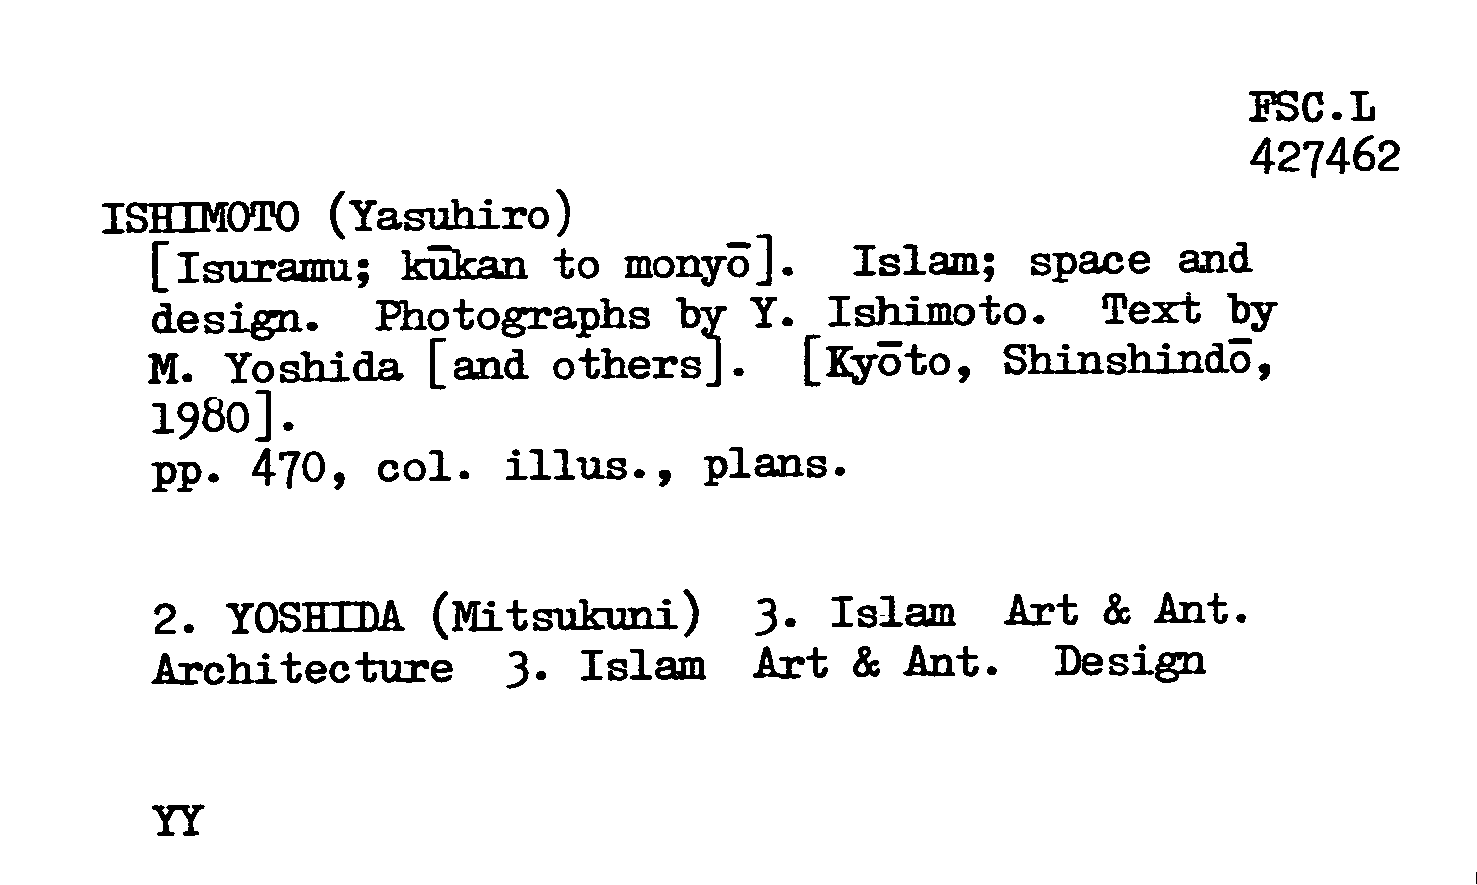 FSC.L
427462
ISHIMOTO (Yasuhiro)
[Isuramu; kūkan to monyō]. Islam; space and
design. Photographs by Y. Ishimoto. Text by
M. Yoshida [and others]. [Kyōto, Shinshindō,
1980].
pp. 470, col. illus., plans.
2. YOSHIDA (Mitsukuni) 3. Islam Art & Ant.
Architecture 3. Islam Art & Ant. Design
YY